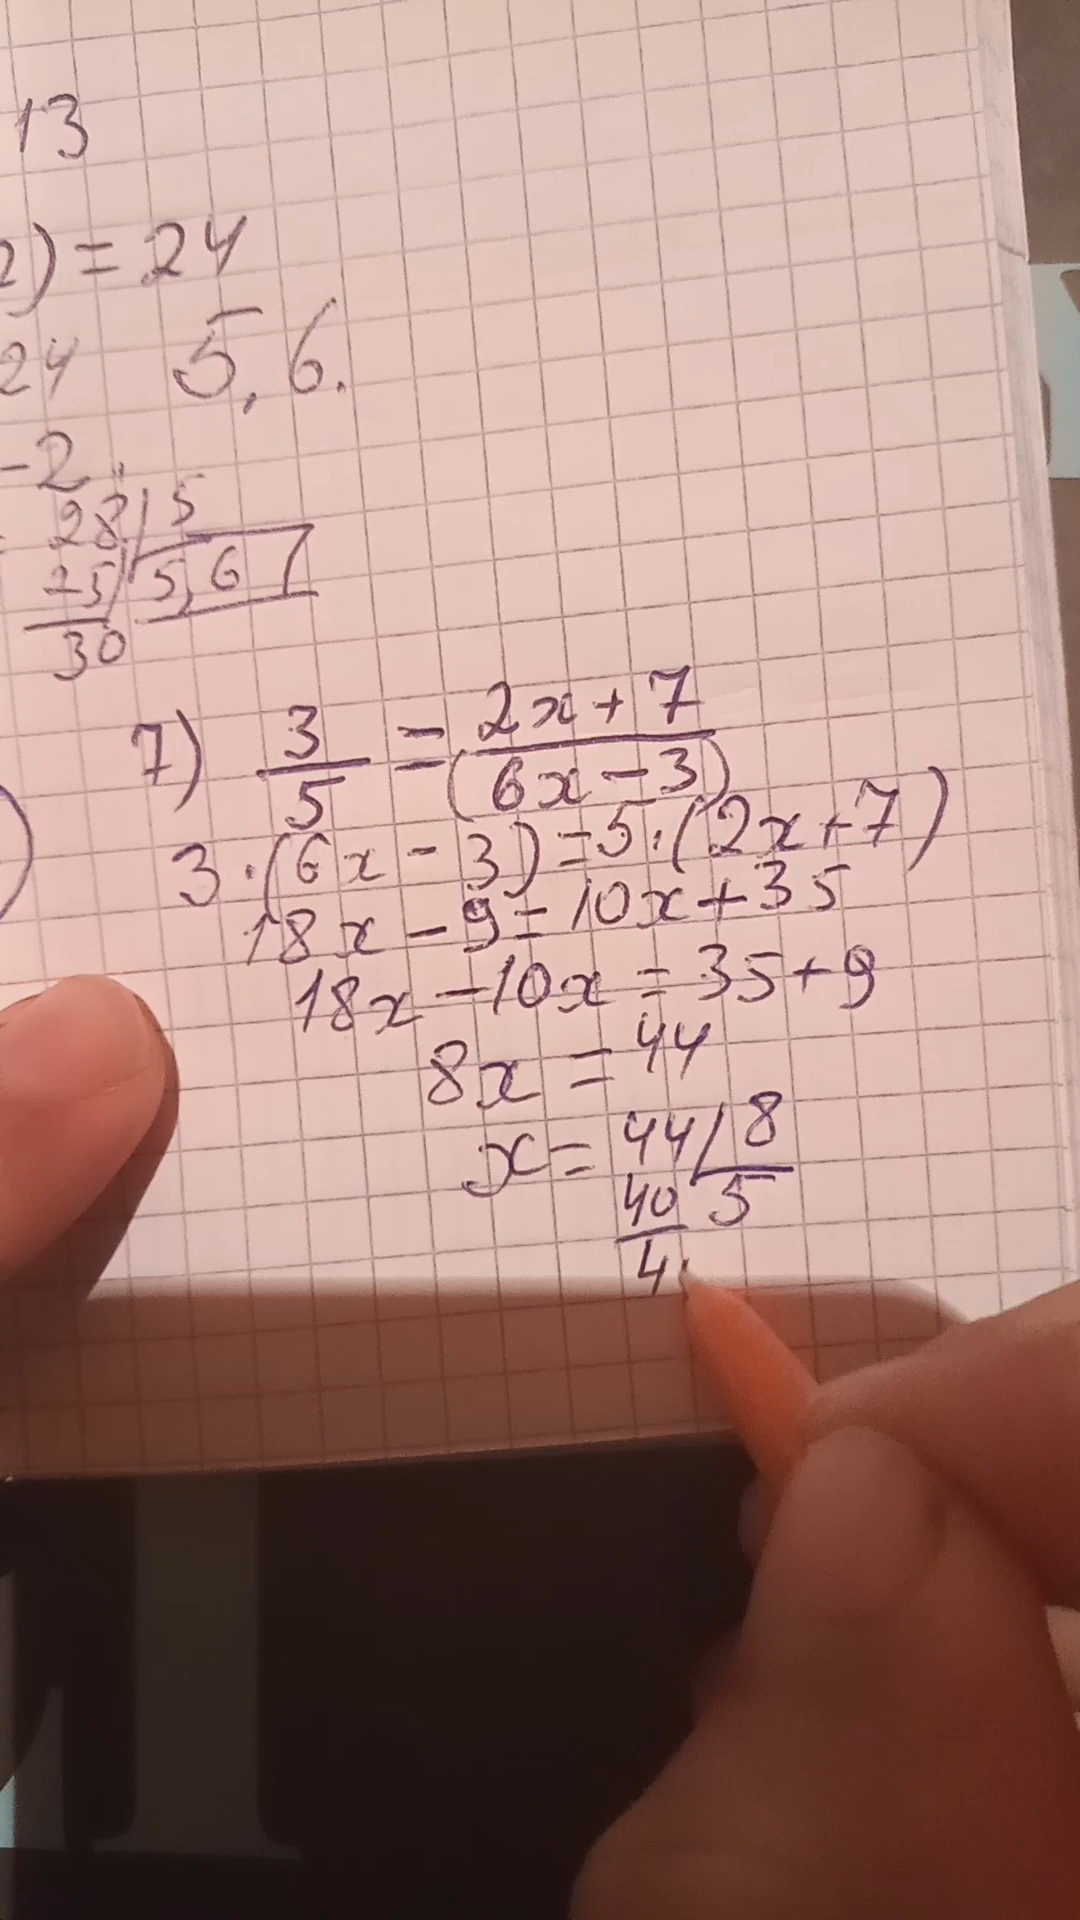 13
2) = 24
24 5,6.
-2
28 / 5
25 5,6
30
7) 3/5 = 2x+7/(6x-3)
3·(6x-3)=5·(2x+7)
18x-9=10x+35
18x-10x=35+9
8x=44
x=44/8
40 5
4